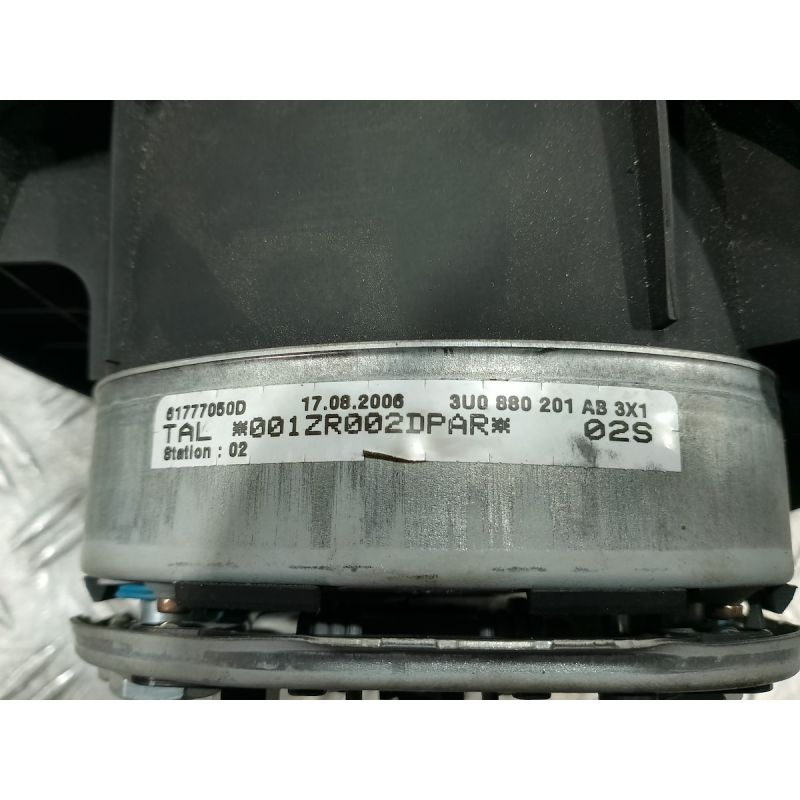 61777050D 17.08.2006 3U0 880 201 AB 3X1
TAL *001ZR002DPAR* 02S
Station : 02